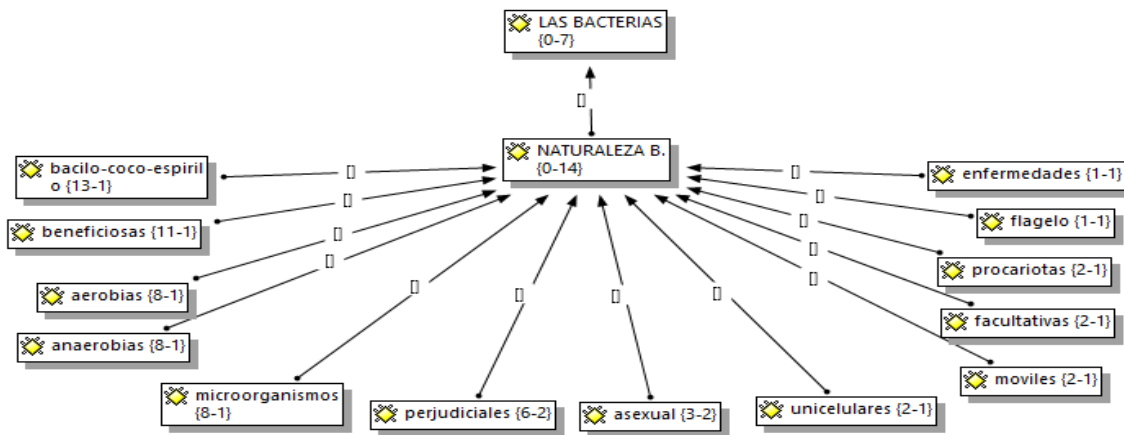 LAS BACTERIAS
{0-7}
NATURALEZA B.
{0-14}
bacilo-coco-espiril
o {13-1}
beneficiosas {11-1}
aerobias {8-1}
anaerobias {8-1}
microorganismos
{8-1}
perjudiciales {6-2}
asexual {3-2}
unicelulares {2-1}
moviles {2-1}
facultativas {2-1}
procariotas {2-1}
flagelo {1-1}
enfermedades {1-1}